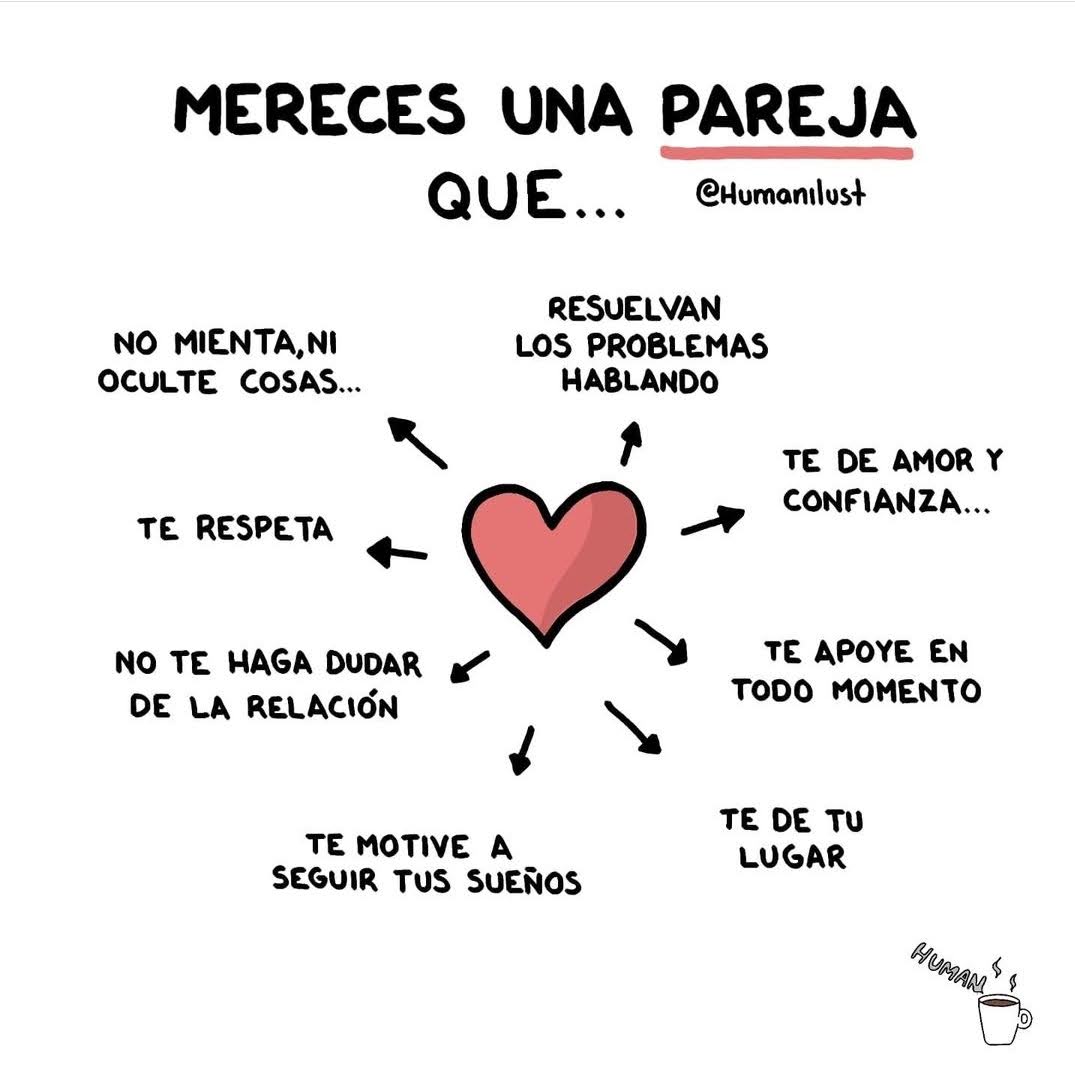 MERECES UNA PAREJA
QUE...
@Humanilust
NO MIENTA, NI
OCULTE COSAS...
RESUELVAN
LOS PROBLEMAS
HABLANDO
TE DE AMOR Y
CONFIANZA...
TE RESPETA
NO TE HAGA DUDAR
DE LA RELACIÓN
TE APOYE EN
TODO MOMENTO
TE MOTIVE A
SEGUIR TUS SUEÑOS
TE DE TU
LUGAR
HUMAN